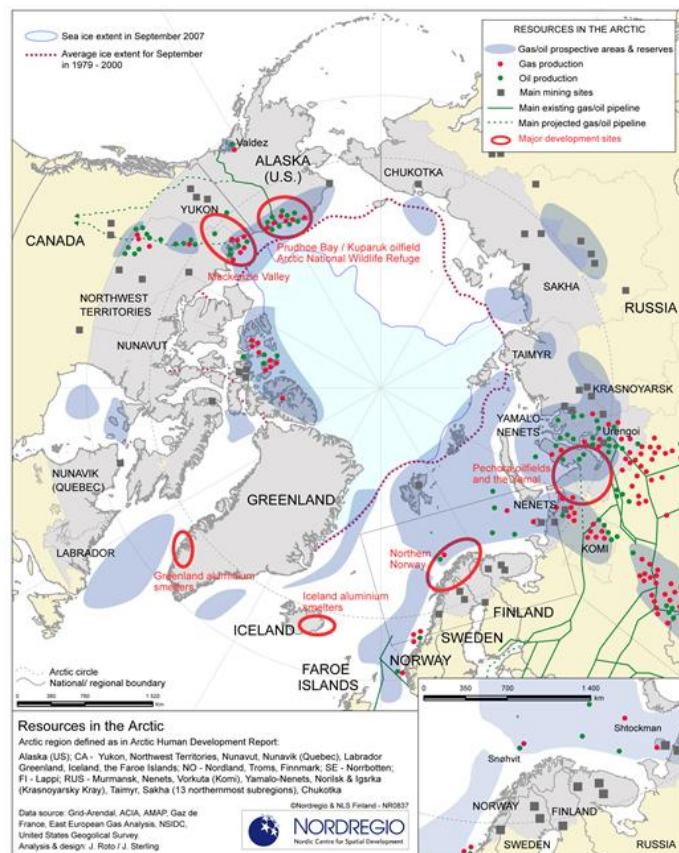 Sea ice extent in September 2007
Average ice extent for September
in 1979 - 2000
RESOURCES IN THE ARCTIC
Gas/oil prospective areas & reserves
Gas production
Oil production
Main mining sites
Main existing gas/oil pipeline
Main projected gas/oil pipeline
Major development sites
Valdez
ALASKA
(U.S.)
CHUKOTKA
YUKON
CANADA
Prudhoe Bay / Kuparuk oilfield
Arctic National Wildlife Refuge
Mackenzie Valley
NORTHWEST
TERRITORIES
SAKHA
RUSSIA
NUNAVUT
TAIMYR
KRASNOYARSK
YAMALO-
NENETS
Urengoi
NUNAVIK
(QUEBEC)
GREENLAND
Pechora oilfields
and the Yamal
NENETS
KOMI
LABRADOR
Northern
Norway
Greenland aluminium
smelters
Iceland aluminium
smelters
FINLAND
ICELAND
SWEDEN
FAROE
ISLANDS
NORWAY
Arctic circle
National/ regional boundary
0 380 760 1 520
Km
0 350 700 1 400
Km
Shtockman
Snøhvit
NORWAY
FINLAND
SWEDEN
RUSSIA
Resources in the Arctic
Arctic region defined as in Arctic Human Development Report:
Alaska (US); CA - Yukon, Northwest Territories, Nunavut, Nunavik (Quebec), Labrador
Greenland, Iceland, the Faroe Islands; NO - Nordland, Troms, Finnmark; SE - Norrbotten;
FI - Lappi; RUS - Murmansk, Nenets, Vorkuta (Komi), Yamalo-Nenets, Norilsk & Igsrka
(Krasnoyarsky Kray), Taimyr, Sakha (13 northernmost subregions), Chukotka
©Nordregio & NLS Finland - NR0837
Data source: Grid-Arendal, ACIA, AMAP, Gaz de
France, East European Gas Analysis, NSIDC,
United States Geogolical Survey.
Analysis & design: J. Roto / J. Sterling
NORDREGIO
Nordic Centre for Spatial Development